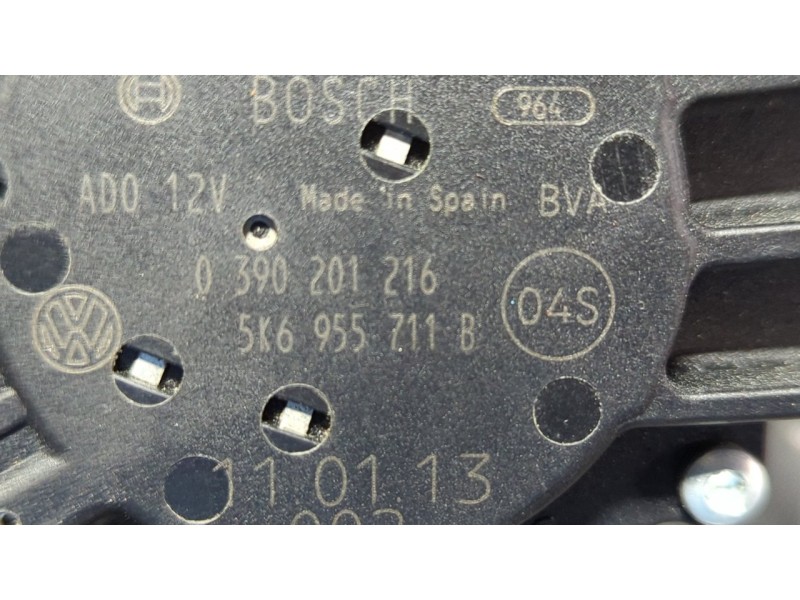 BOSCH 964
ADO 12V Made in Spain BVA
0 390 201 216
5K6 955 711 B 04S
11 01 13